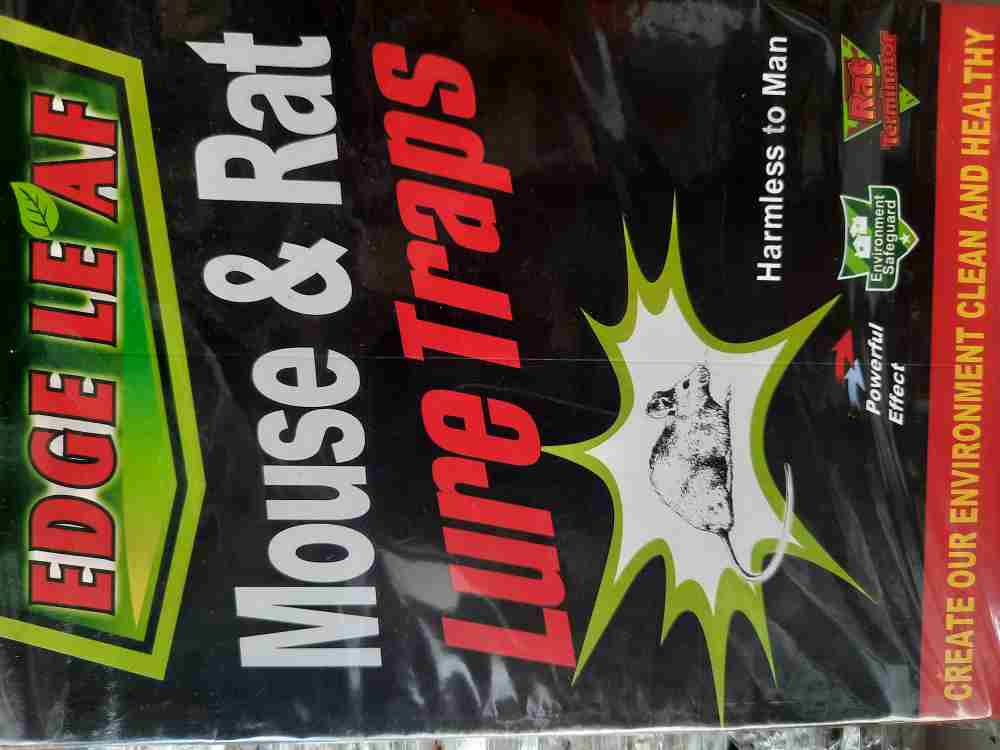 EDGE LLEAF
Mouse & Rat
Lure Traps
Harmless to Man
Powerful
Effect
Environment
Safeguard
Rat
Terminator
CREATE OUR ENVIRONMENT CLEAN AND HEALTHY